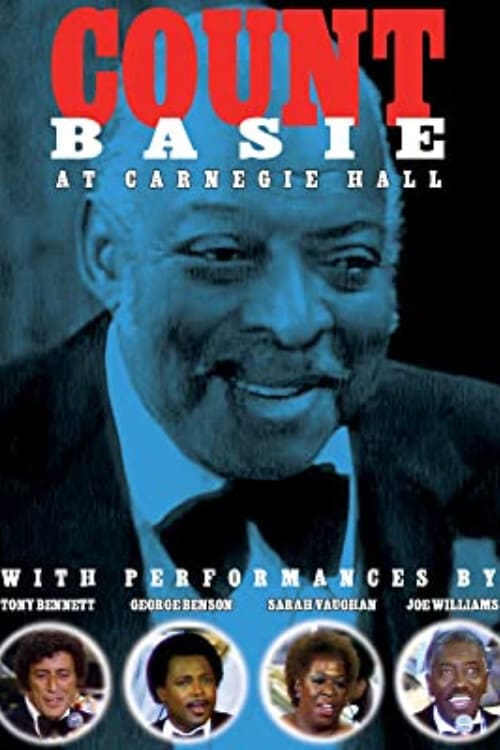 COUNT
BASIE
AT CARNEGIE HALL
WITH PERFORMANCES BY
TONY BENNETT GEORGE BENSON SARAH VAUGHAN JOE WILLIAMS